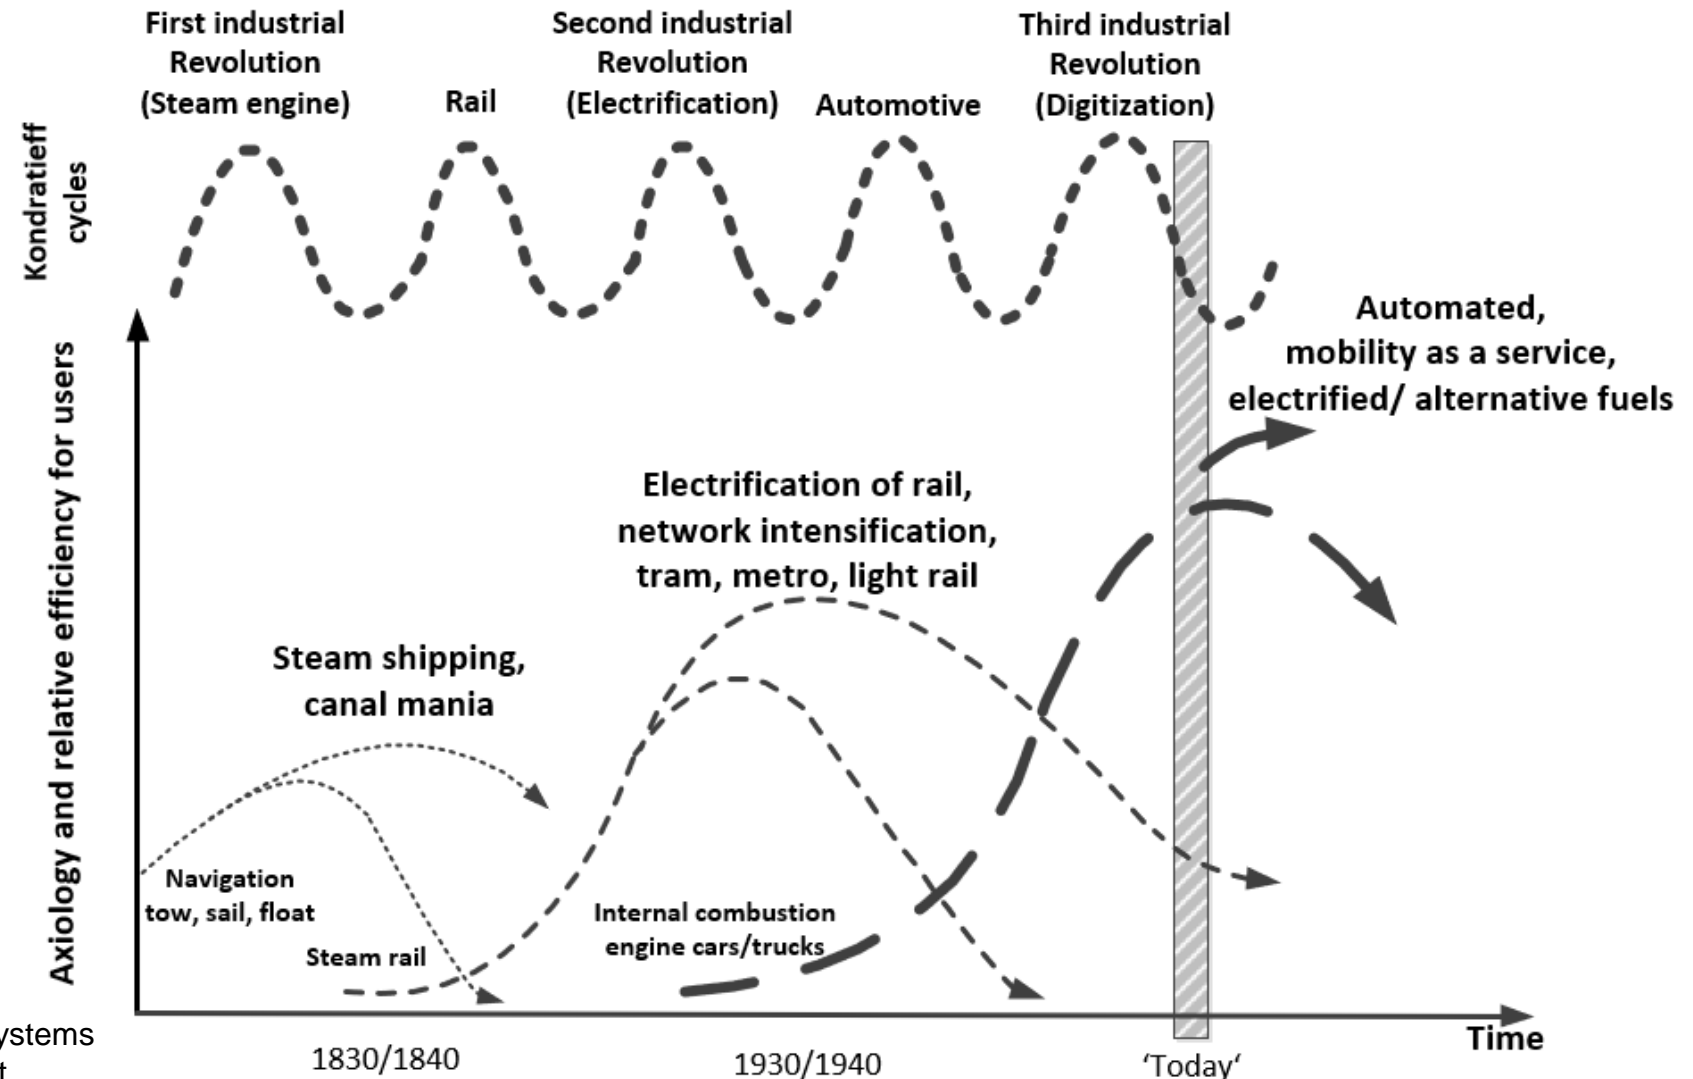 First industrial
Revolution
(Steam engine)
Rail
Second industrial
Revolution
(Electrification)
Automotive
Third industrial
Revolution
(Digitization)
Kondratieff
cycles
Axiology and relative efficiency for users
Automated,
mobility as a service,
electrified/ alternative fuels
Electrification of rail,
network intensification,
tram, metro, light rail
Steam shipping,
canal mania
Navigation
tow, sail, float
Steam rail
Internal combustion
engine cars/trucks
Time
1830/1840
1930/1940
‘Today‘
ystems